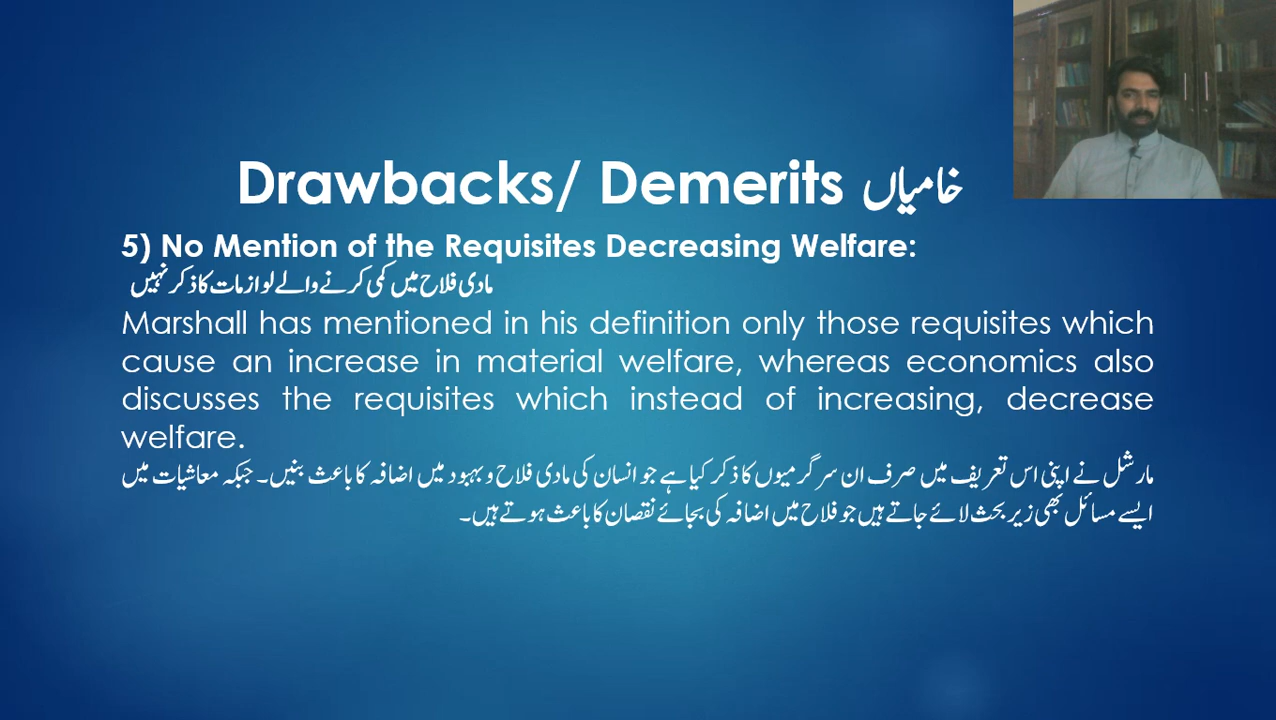 Drawbacks/ Demerits خامیاں
5) No Mention of the Requisites Decreasing Welfare:
مادی فلاح میں کمی کرنے والے لوازمات کا ذکر نہیں
Marshall has mentioned in his definition only those requisites which
cause an increase in material welfare, whereas economics also
discusses the requisites which instead of increasing, decrease
welfare.
مارشل نے اپنی اس تعریف میں صرف ان سرگرمیوں کا ذکر کیا ہے جو انسان کی مادی فلاح و بہبود میں اضافہ کا باعث بنیں۔ جبکہ معاشیات میں
ایسے مسائل بھی زیر بحث لائے جاتے ہیں جو فلاح میں اضافہ کی بجائے نقصان کا باعث ہوتے ہیں۔